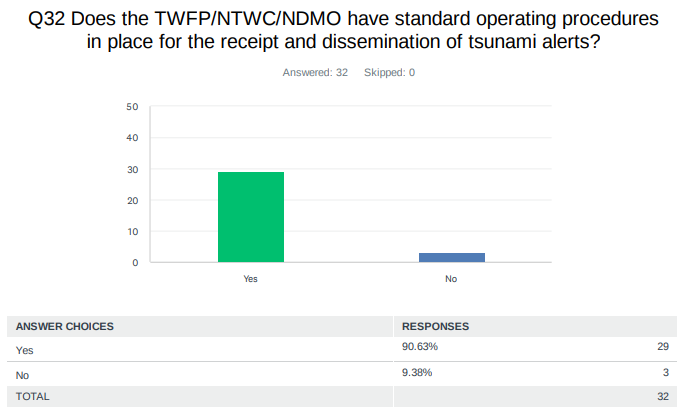 Q32 Does the TWFP/NTWC/NDMO have standard operating procedures
in place for the receipt and dissemination of tsunami alerts?
Answered: 32 Skipped: 0
50
40
30
20
10
0
Yes No
ANSWER CHOICES RESPONSES
Yes 90.63% 29
No 9.38% 3
TOTAL 32